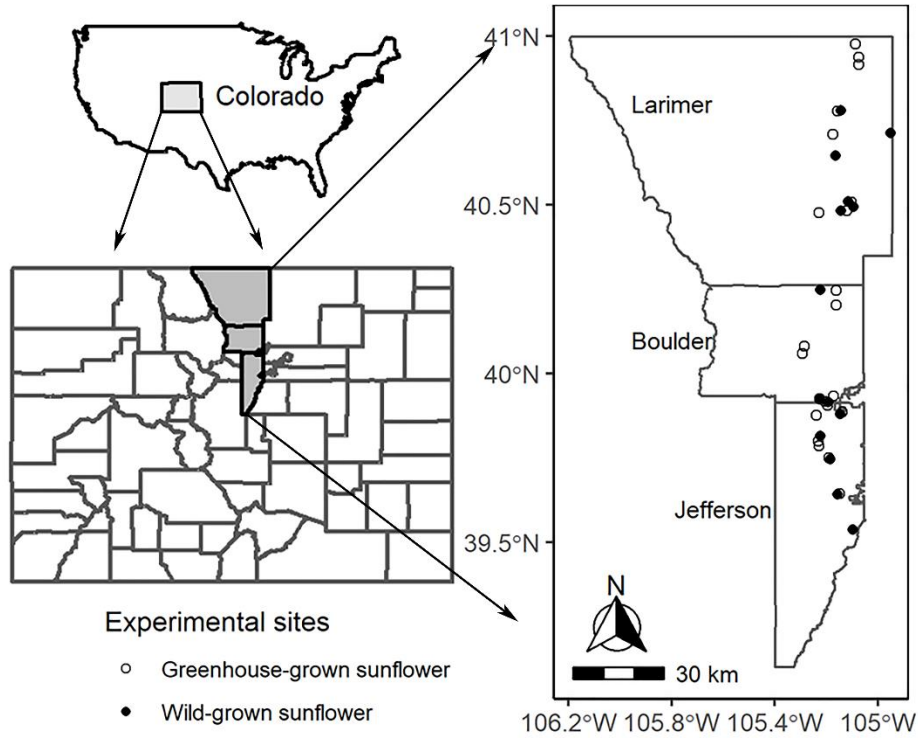 Colorado
41°N
40.5°N
40°N
39.5°N
Larimer
Boulder
Jefferson
N
30 km
106.2°W 105.8°W 105.4°W 105°W
Experimental sites
Greenhouse-grown sunflower
Wild-grown sunflower